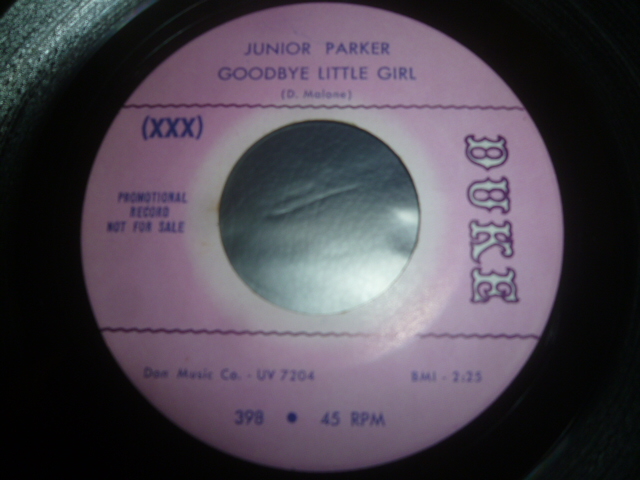 JUNIOR PARKER
GOODBYE LITTLE GIRL
(D. Malone)
(XXX)
PROMOTIONAL
RECORD
NOT FOR SALE
DUKE
Don Music Co. - UV 7204
BMI - 2:25
398 • 45 RPM